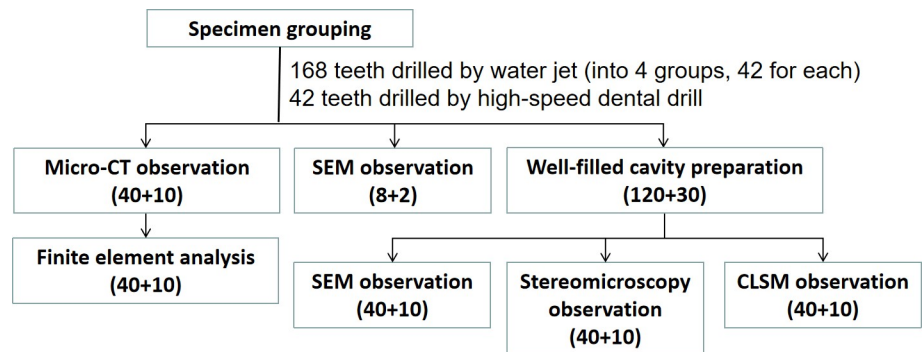 Specimen grouping
168 teeth drilled by water jet (into 4 groups, 42 for each)
42 teeth drilled by high-speed dental drill
Micro-CT observation
(40+10)
SEM observation
(8+2)
Well-filled cavity preparation
(120+30)
Finite element analysis
(40+10)
SEM observation
(40+10)
Stereomicroscopy
observation
(40+10)
CLSM observation
(40+10)